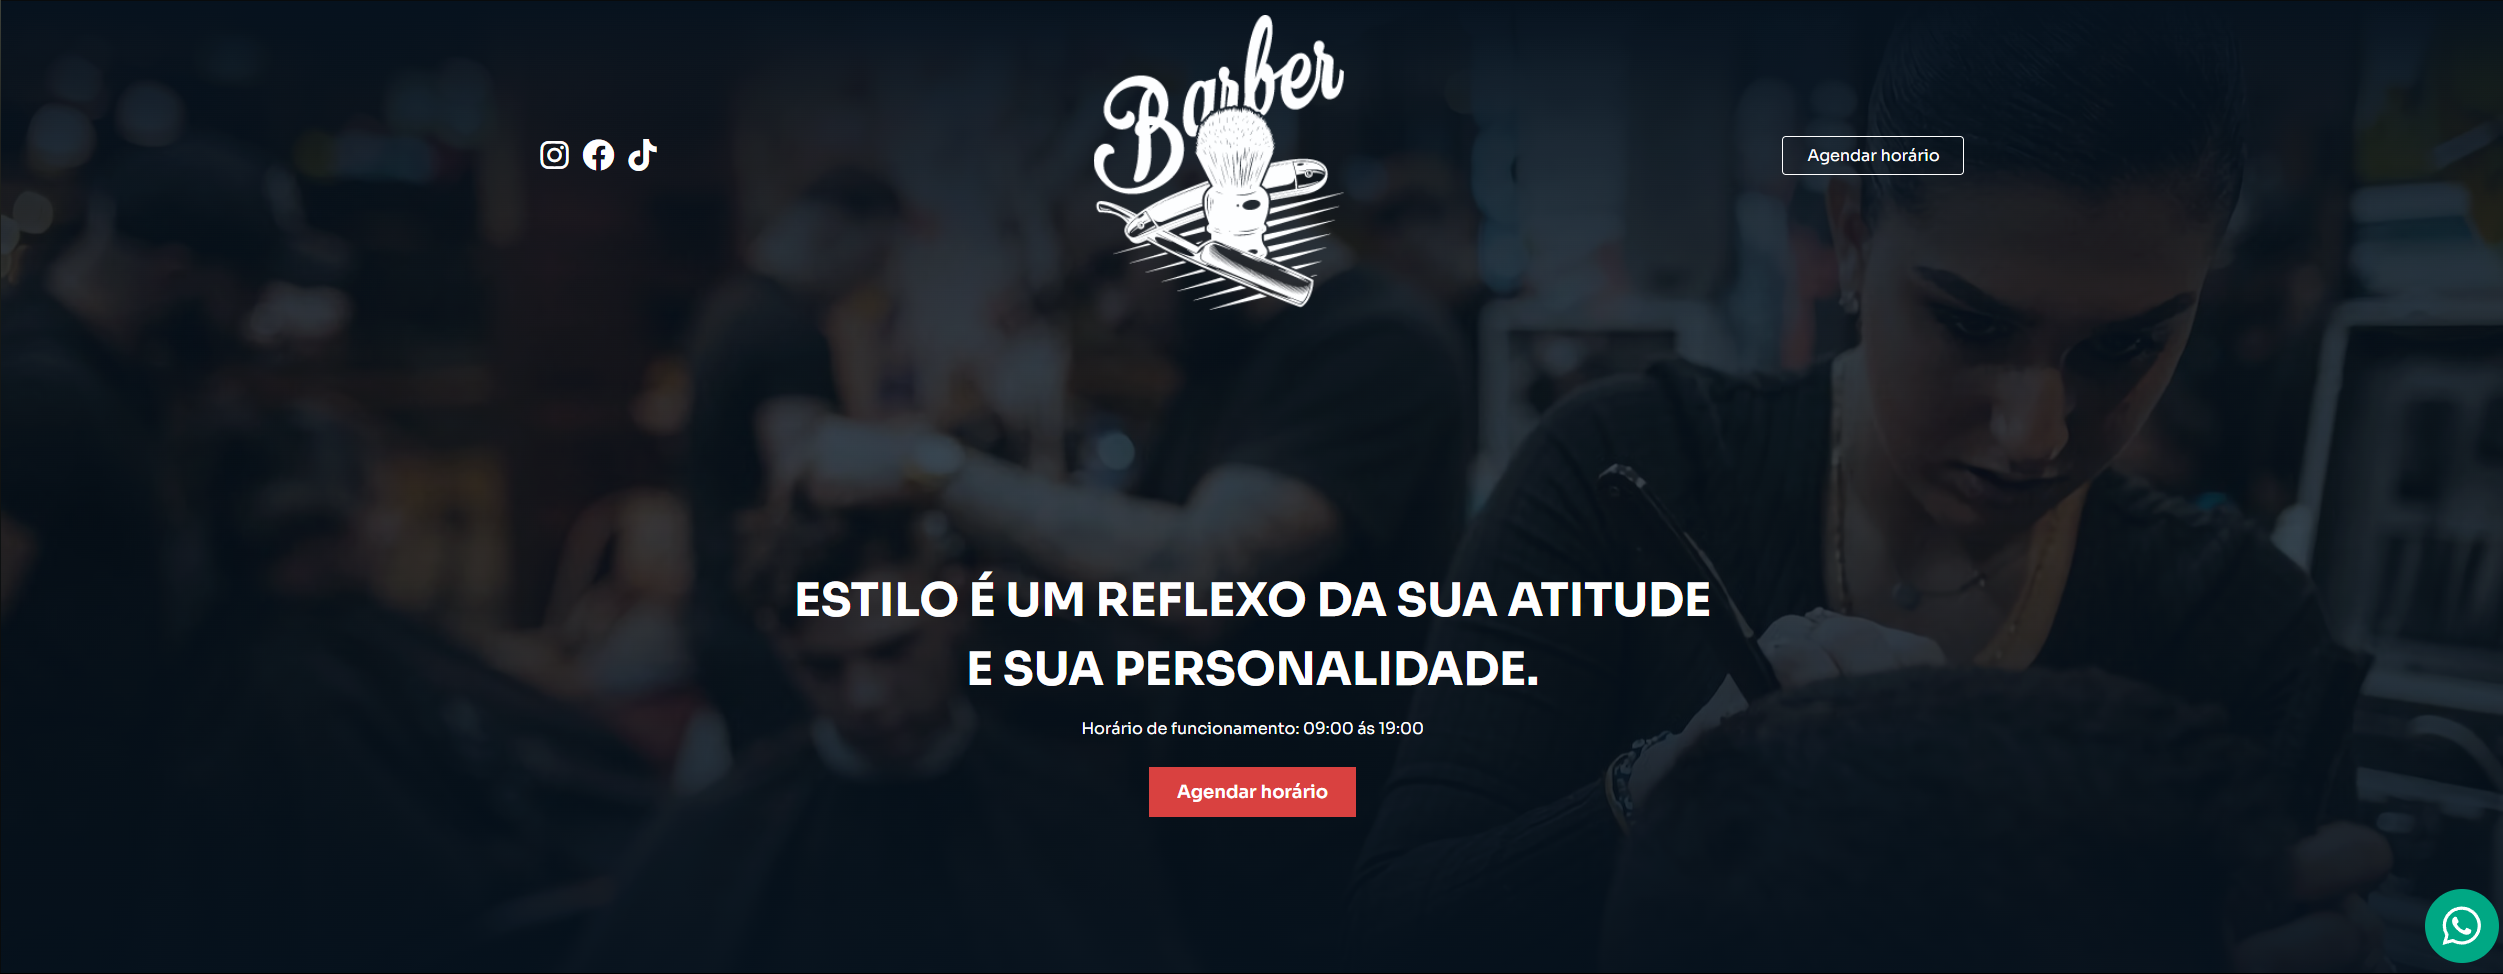 Barber
Agendar horário
ESTILO É UM REFLEXO DA SUA ATITUDE
E SUA PERSONALIDADE.
Horário de funcionamento: 09:00 ás 19:00
Agendar horário